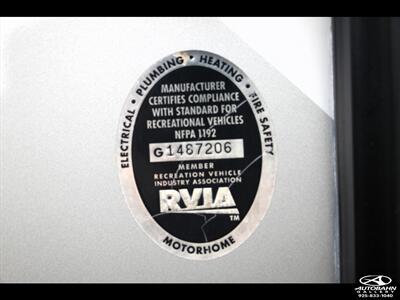 ELECTRICAL • PLUMBING • HEATING • FIRE SAFETY
MANUFACTURER
CERTIFIES COMPLIANCE
WITH STANDARD FOR
RECREATIONAL VEHICLES
NFPA 1192
G1487206
MEMBER
RECREATION VEHICLE
INDUSTRY ASSOCIATION
RVIA
TM
MOTORHOME
AUTOBAHN
GALLERY
925-833-1040